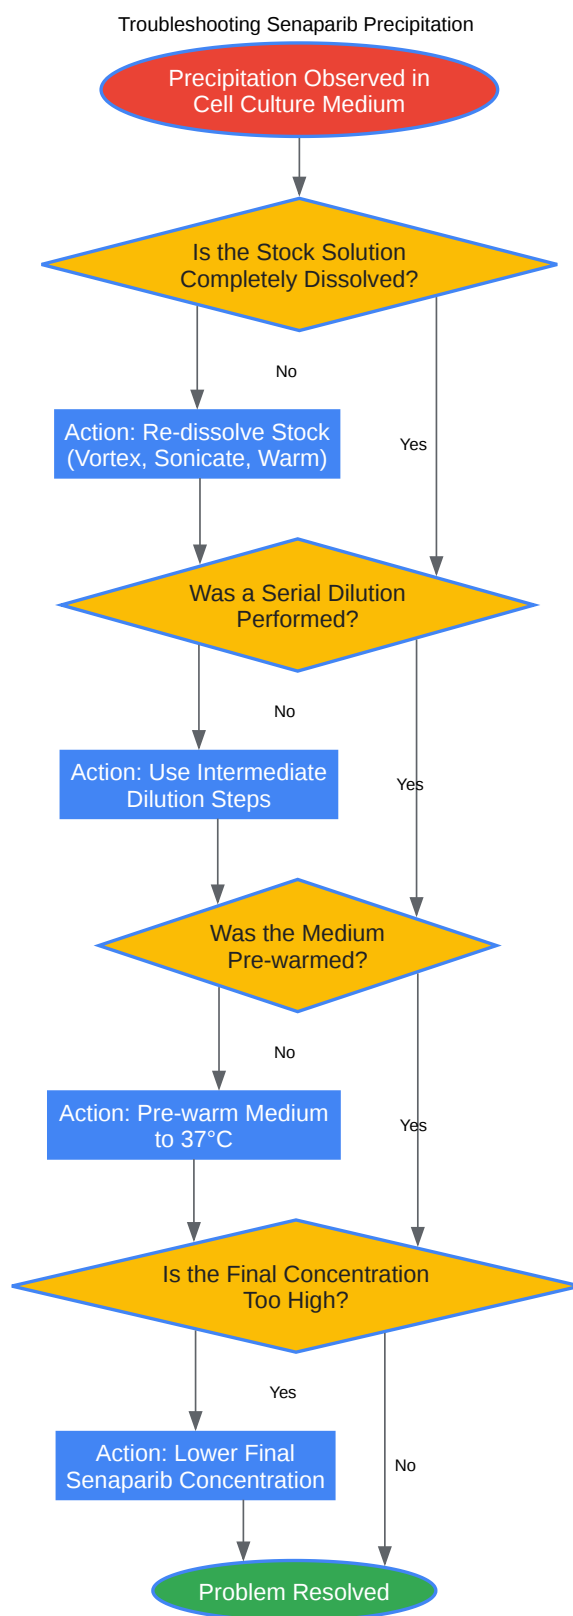 Troubleshooting Senaparib Precipitation
Precipitation Observed in
Cell Culture Medium
Is the Stock Solution
Completely Dissolved?
No
Action: Re-dissolve Stock
(Vortex, Sonicate, Warm)
Yes
Was a Serial Dilution
Performed?
No
Action: Use Intermediate
Dilution Steps
Yes
Was the Medium
Pre-warmed?
No
Action: Pre-warm Medium
to 37°C
Yes
Is the Final Concentration
Too High?
Yes
Action: Lower Final
Senaparib Concentration
No
Problem Resolved